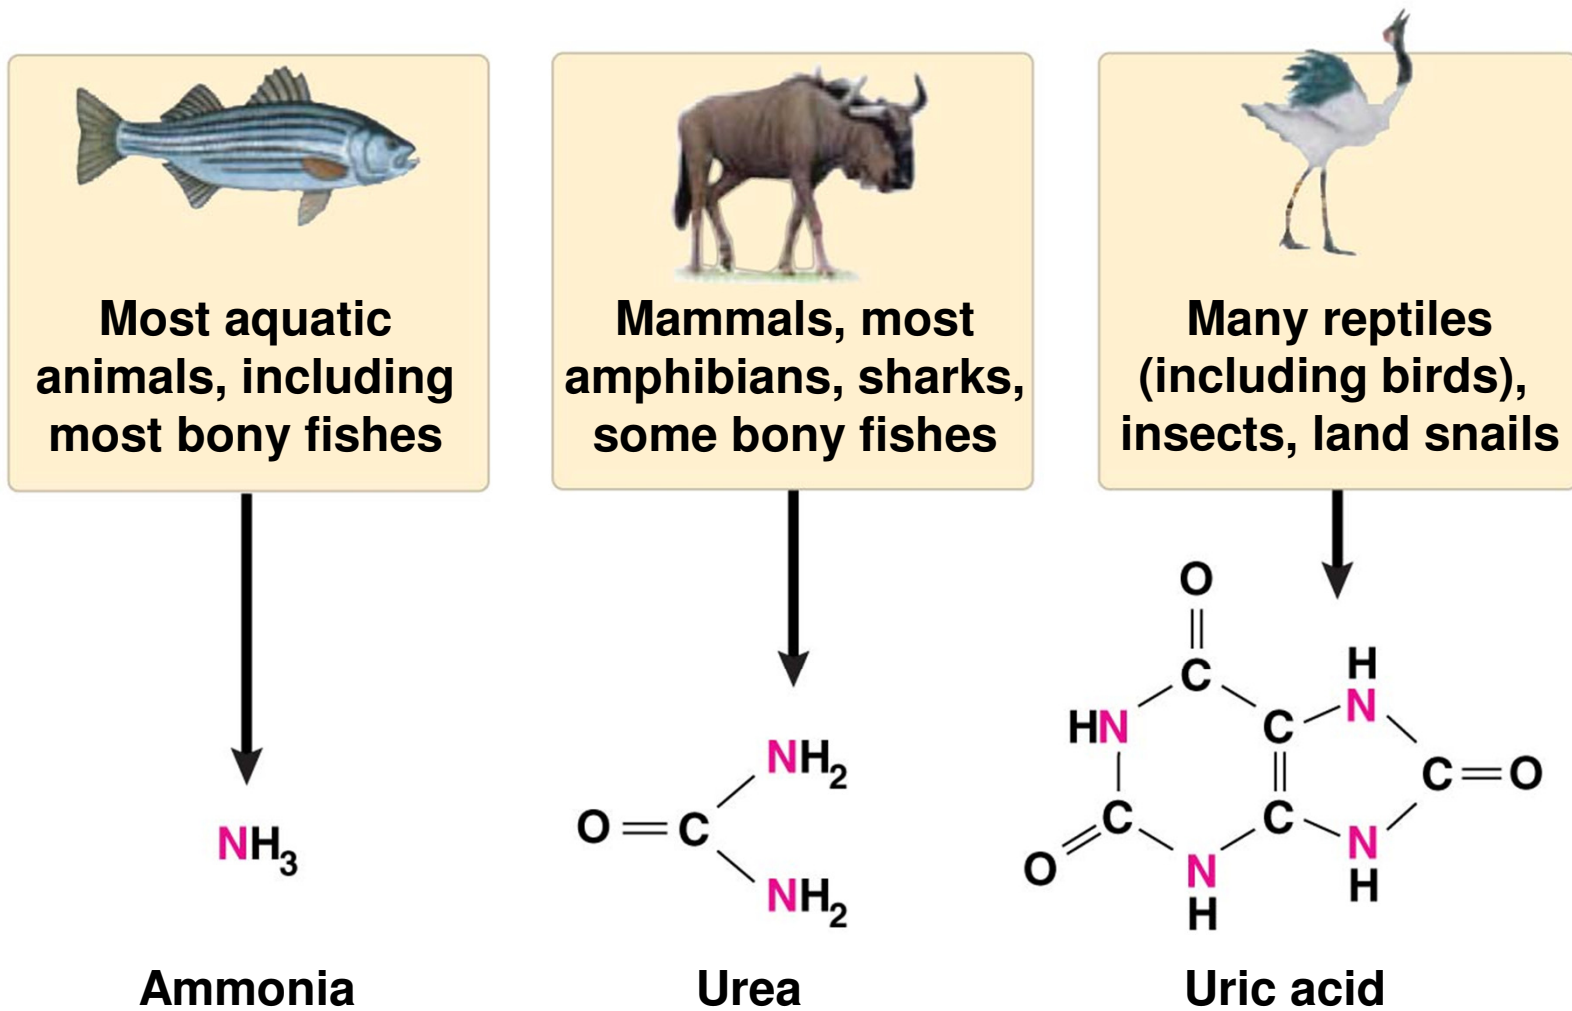 Most aquatic
animals, including
most bony fishes
Mammals, most
amphibians, sharks,
some bony fishes
Many reptiles
(including birds),
insects, land snails
NH3
Ammonia
NH2
O=C
NH2
Urea
O
C
H
HN
C
N
C=O
C
C
O
N
N
H
H
Uric acid